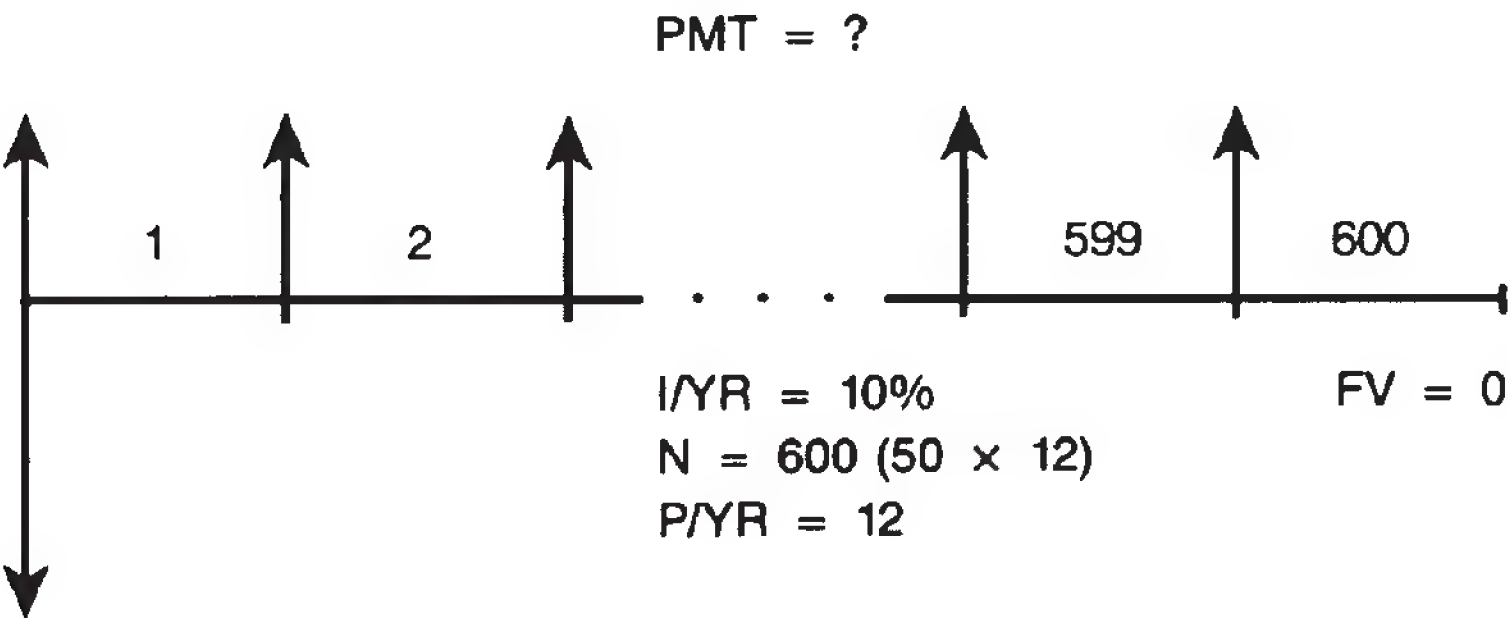 PMT = ?
1 2 599 600
I/YR = 10% FV = 0
N = 600 (50 × 12)
P/YR = 12